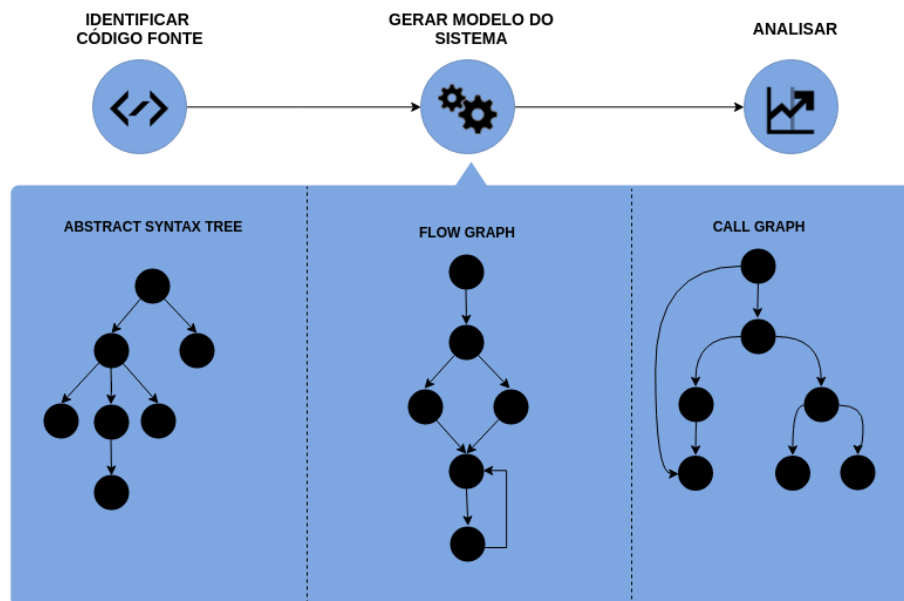 IDENTIFICAR
CÓDIGO FONTE
GERAR MODELO DO
SISTEMA
ANALISAR
ABSTRACT SYNTAX TREE
FLOW GRAPH
CALL GRAPH